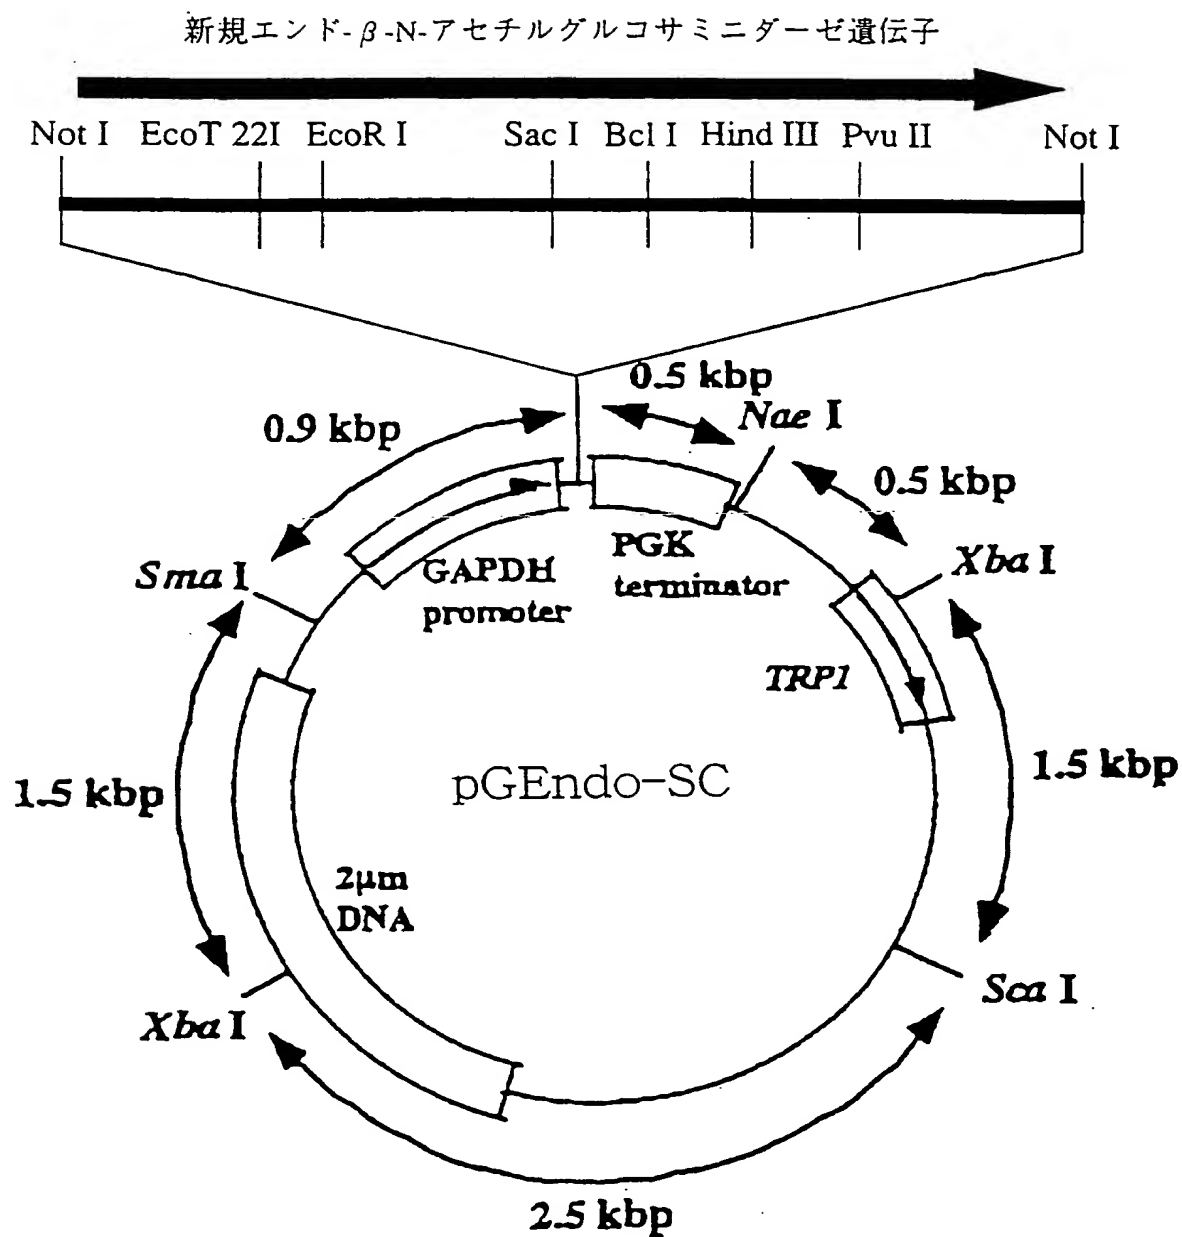 新規エンド-β-N-アセチルグルコサミニダーゼ遺伝子
Not I EcoT 22I EcoR I Sac I Bcl I Hind III Pvu II Not I
0.5 kbp
0.9 kbp
Nae I
0.5 kbp
Sma I
GAPDH
promoter
PGK
terminator
Xba I
TRP1
1.5 kbp
pGEndo-SC
1.5 kbp
2μm
DNA
Xba I
Sca I
2.5 kbp